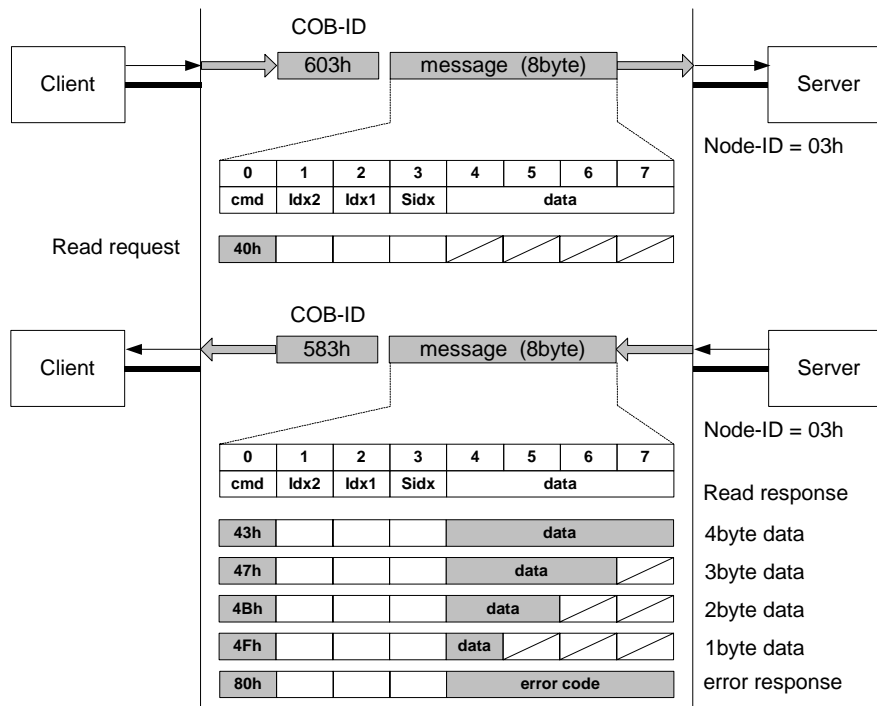 COB-ID
Client 603h message (8byte) Server
Node-ID = 03h
0 1 2 3 4 5 6 7
cmd Idx2 Idx1 Sidx data
Read request 40h
COB-ID
Client 583h message (8byte) Server
Node-ID = 03h
0 1 2 3 4 5 6 7
cmd Idx2 Idx1 Sidx data Read response
43h data 4byte data
47h data 3byte data
4Bh data 2byte data
4Fh data 1byte data
80h error code error response